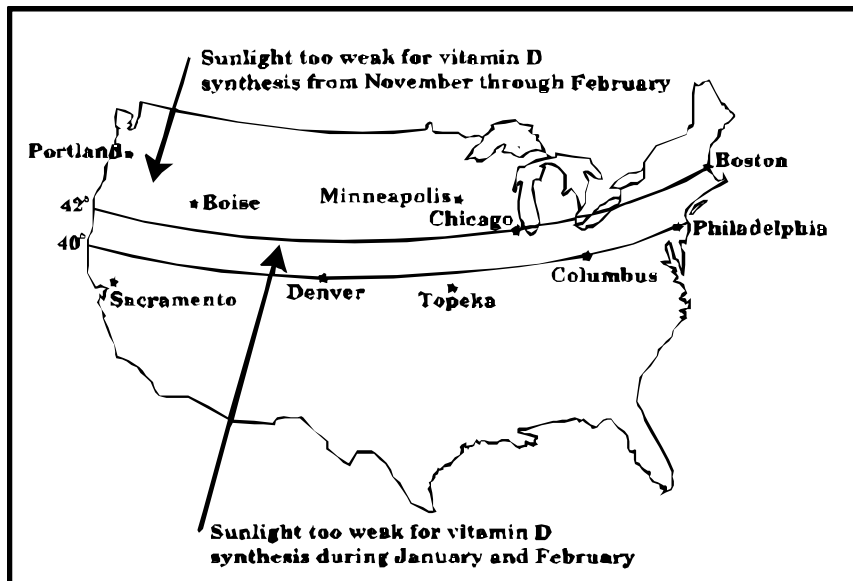 Sunlight too weak for vitamin D
synthesis from November through February
Portland
Boston
42°
Boise
Minneapolis
Chicago
40°
Philadelphia
Columbus
Sacramento
Denver
Topeka
Sunlight too weak for vitamin D
synthesis during January and February